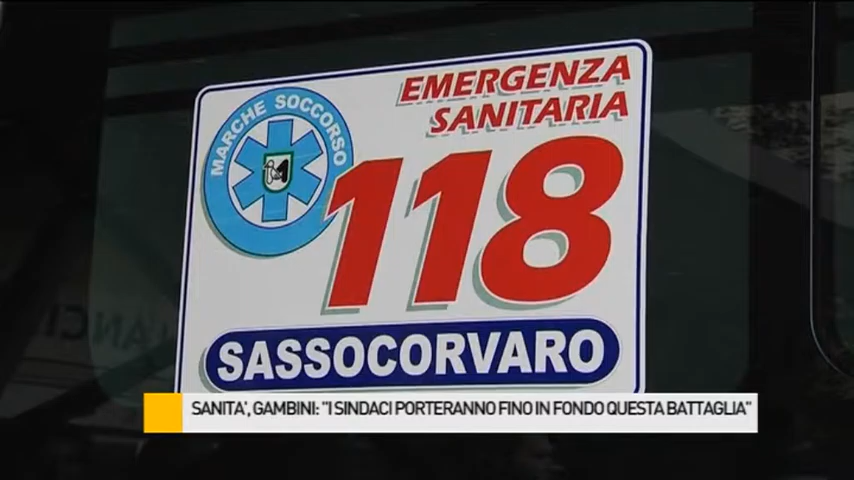 MARCHE SOCCORSO
EMERGENZA
SANITARIA
118
SASSOCORVARO
SANITA', GAMBINI: "I SINDACI PORTERANNO FINO IN FONDO QUESTA BATTAGLIA"